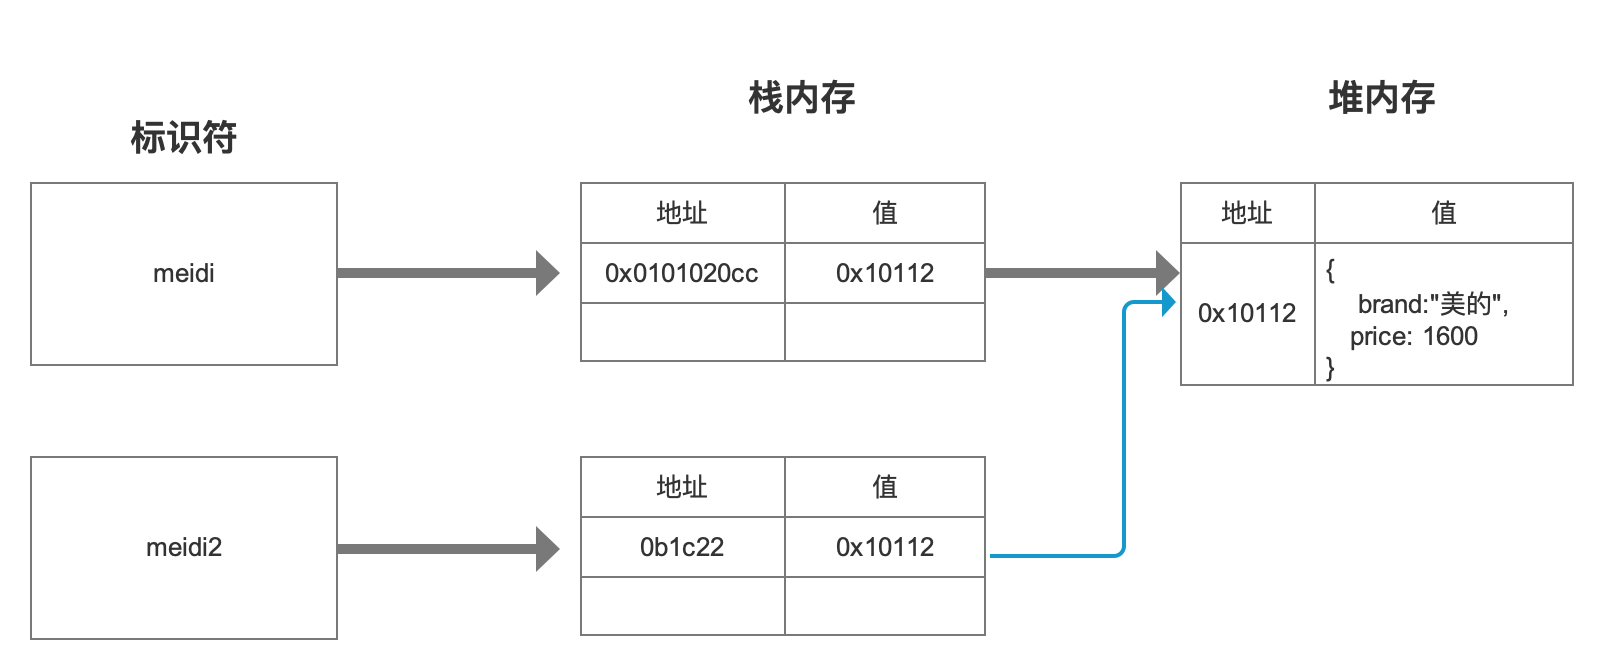 标识符
栈内存
堆内存
meidi
地址 值
0x0101020cc 0x10112
地址 值
0x10112
{
brand:"美的",
price: 1600
}
meidi2
地址 值
0b1c22 0x10112